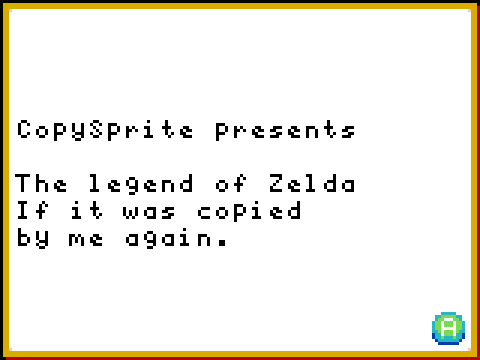 CopySprite presents
The legend of Zelda
If it was copied
by me again.
A